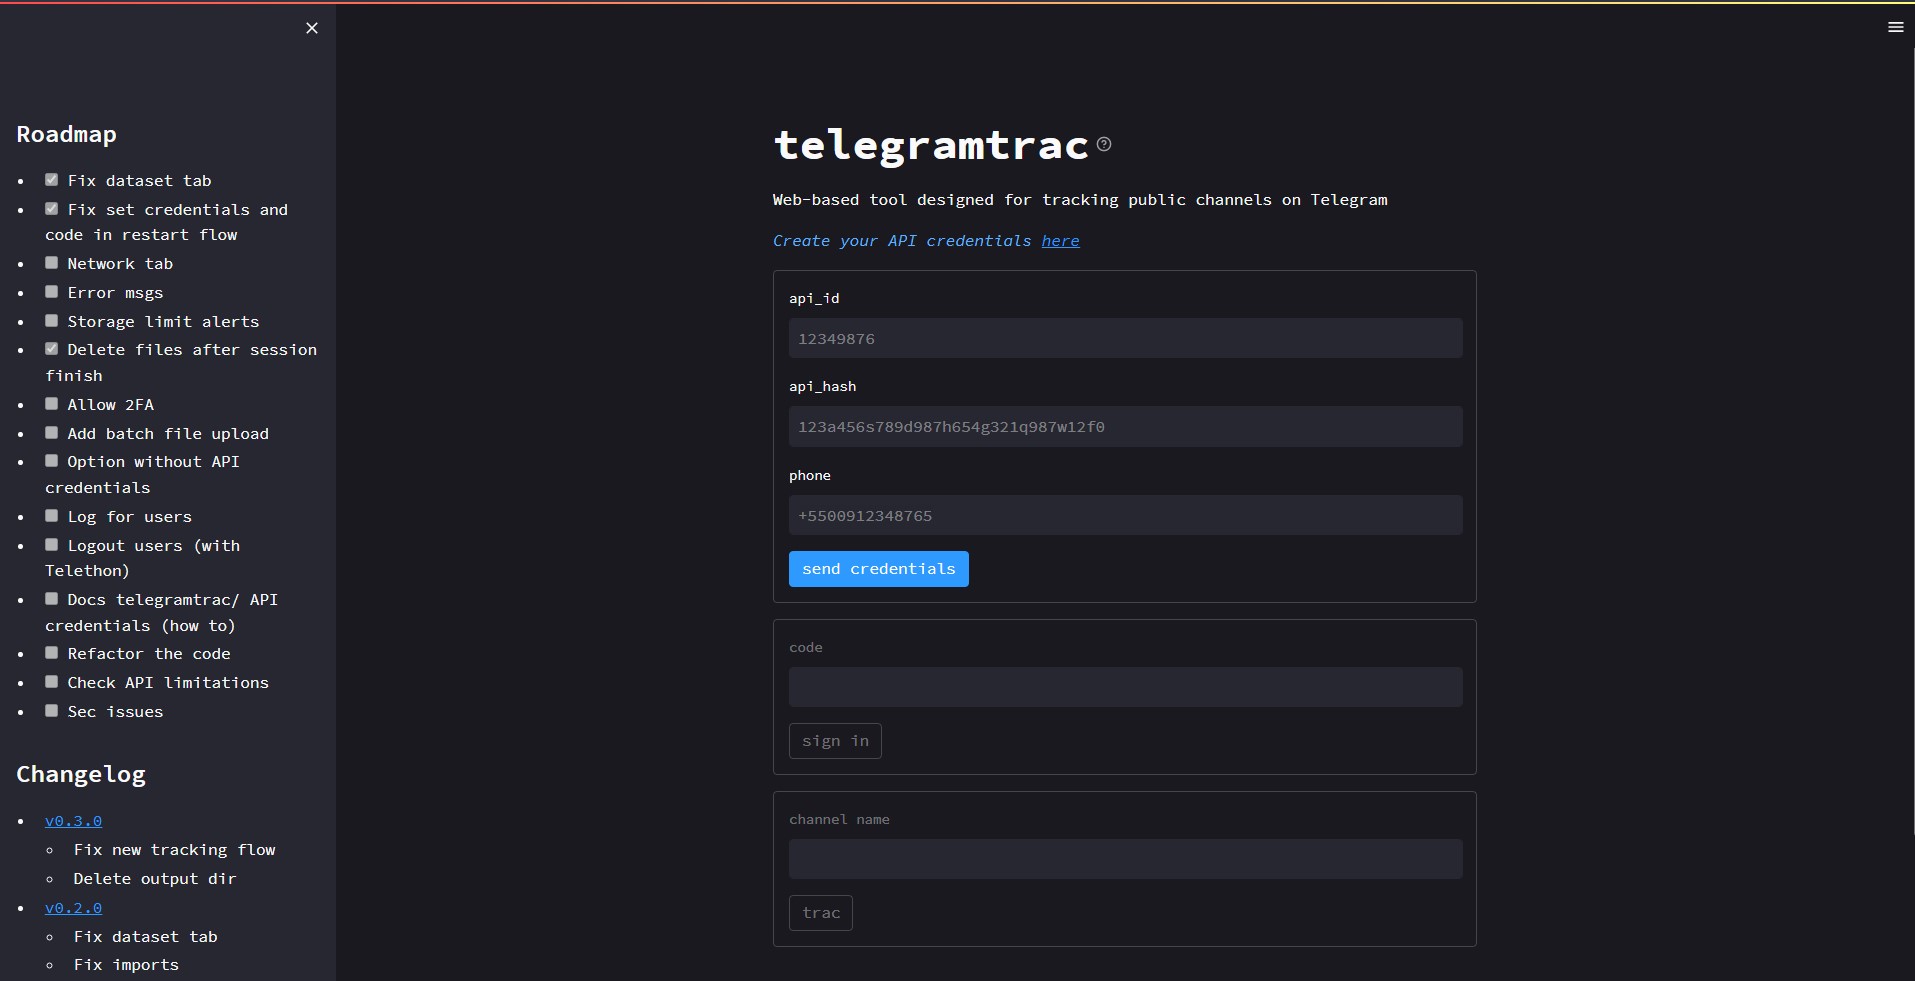 Roadmap
Fix dataset tab
Fix set credentials and
code in restart flow
Network tab
Error msgs
Storage limit alerts
Delete files after session
finish
Allow 2FA
Add batch file upload
Option without API
credentials
Log for users
Logout users (with
Telethon)
Docs telegramtrac/ API
credentials (how to)
Refactor the code
Check API limitations
Sec issues
Changelog
v0.3.0
Fix new tracking flow
Delete output dir
v0.2.0
Fix dataset tab
Fix imports
telegramtrac
Web-based tool designed for tracking public channels on Telegram
Create your API credentials here
api_id
12349876
api_hash
123a456s789d987h654g321q987w12f0
phone
+5500912348765
send credentials
code
sign in
channel name
trac